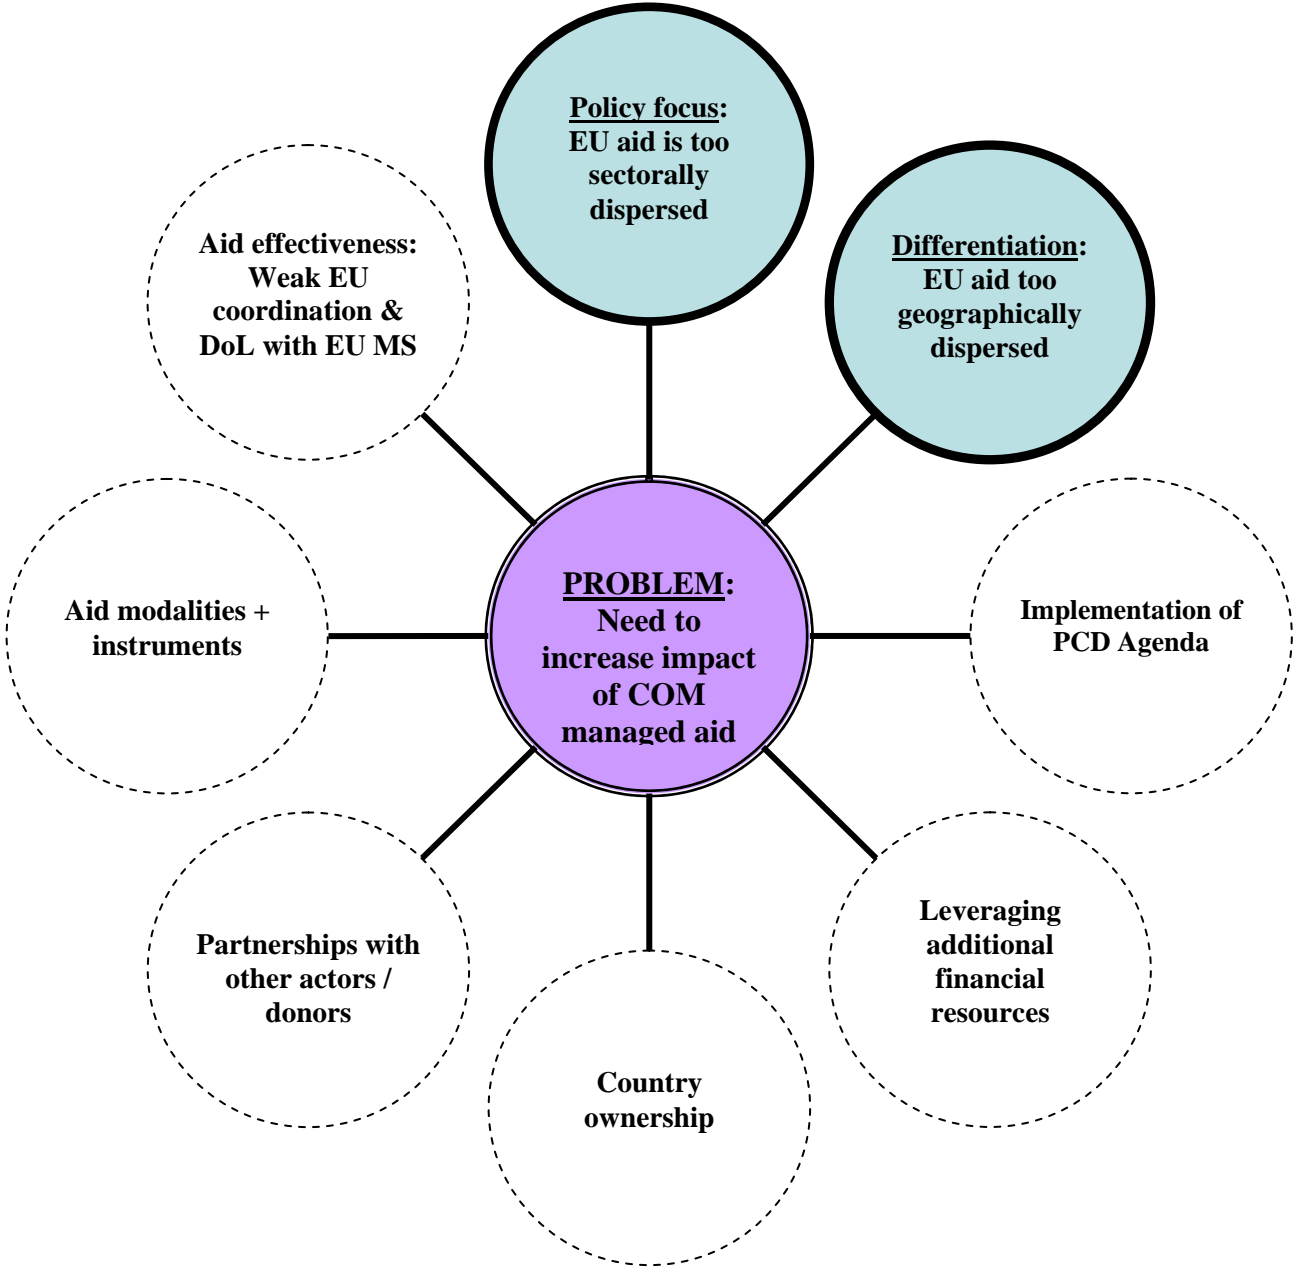 Policy focus:
EU aid is too
sectorally
dispersed
Differentiation:
EU aid too
geographically
dispersed
Aid effectiveness:
Weak EU
coordination &
DoL with EU MS
PROBLEM:
Need to
increase impact
of COM
managed aid
Aid modalities +
instruments
Implementation of
PCD Agenda
Partnerships with
other actors /
donors
Leveraging
additional
financial
resources
Country
ownership